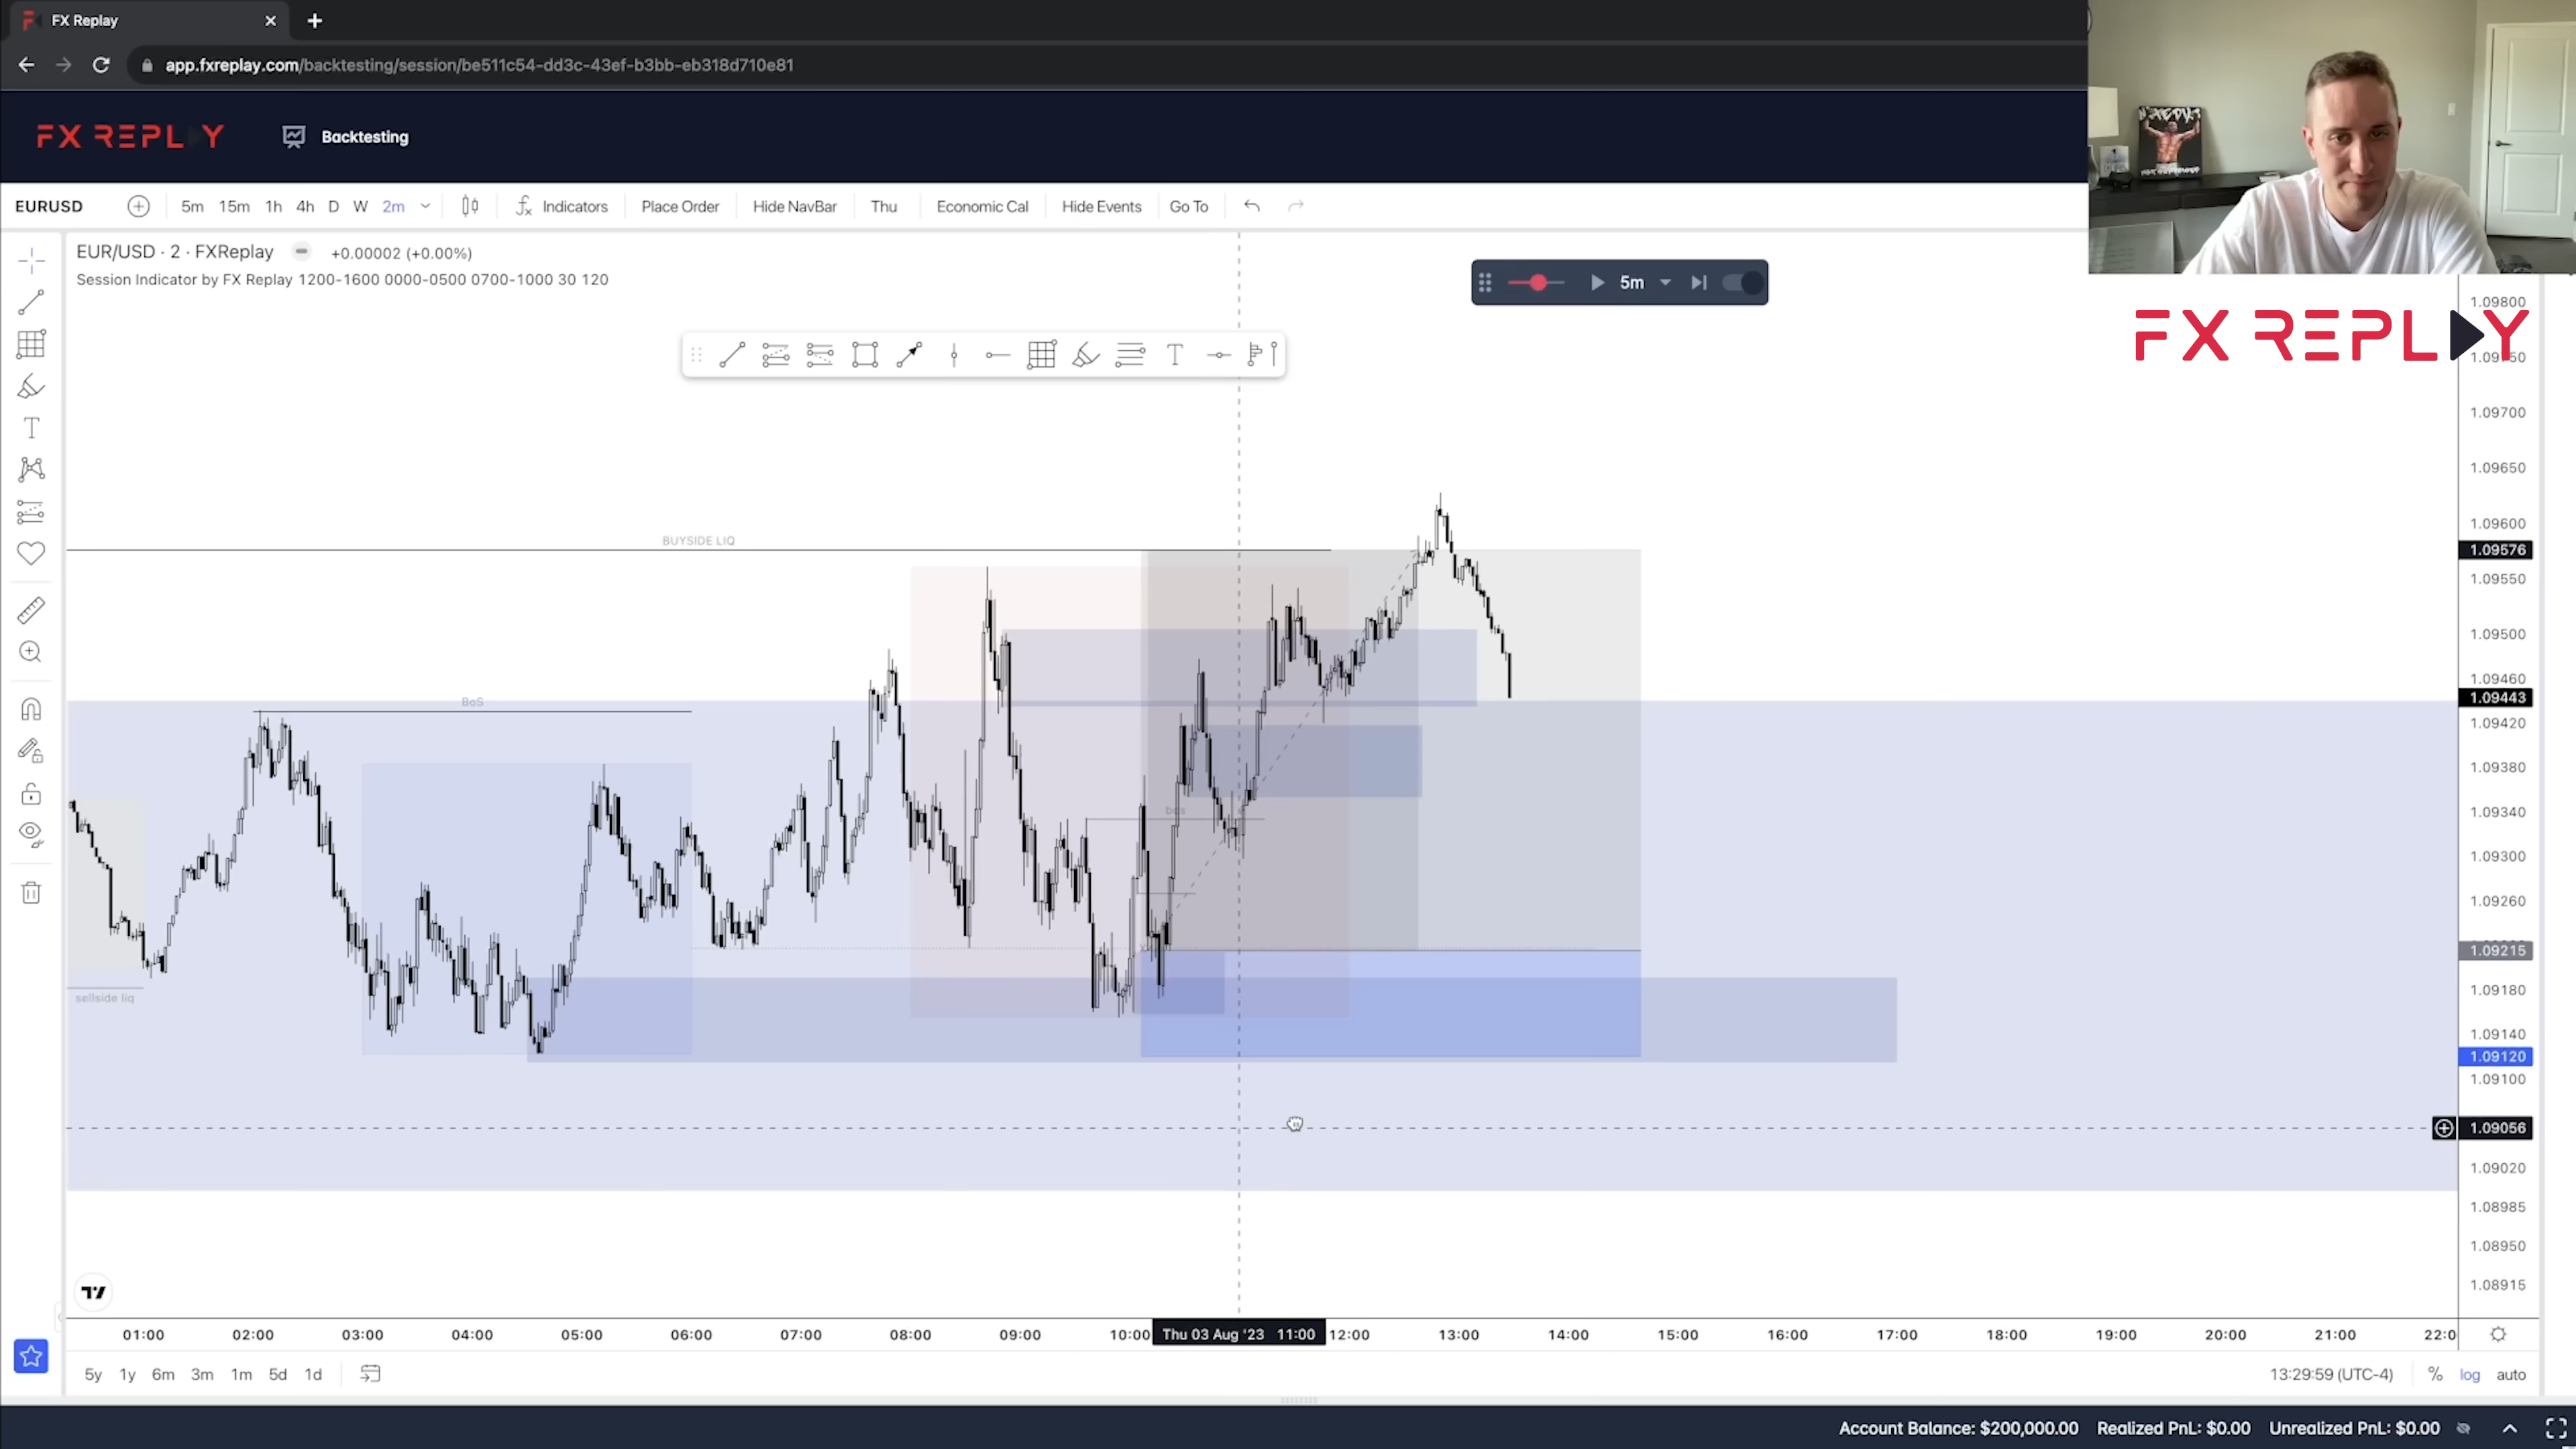 FX Replay
app.fxreplay.com/backtesting/session/be511c54-dd3c-43ef-b3bb-eb318d710e81
FX REPLAY
Backtesting
EURUSD 5m 15m 1h 4h D W 2m Indicators Place Order Hide NavBar Thu Economic Cal Hide Events Go To
EUR/USD · 2 · FXReplay +0.00002 (+0.00%)
Session Indicator by FX Replay 1200-1600 0000-0500 0700-1000 30 120
5m
FX REPLAY
BUYSIDE LIQ
BoS
bos
sellside liq
1.09800
1.09700
1.09650
1.09600
1.09576
1.09550
1.09500
1.09460
1.09443
1.09420
1.09380
1.09340
1.09300
1.09260
1.09215
1.09180
1.09140
1.09120
1.09100
1.09056
1.09020
1.08985
1.08950
1.08915
01:00 02:00 03:00 04:00 05:00 06:00 07:00 08:00 09:00 10:00 Thu 03 Aug '23 11:00 12:00 13:00 14:00 15:00 16:00 17:00 18:00 19:00 20:00 21:00 22:0
5y 1y 6m 3m 1m 5d 1d 13:29:59 (UTC-4) % log auto
Account Balance: $200,000.00 Realized PnL: $0.00 Unrealized PnL: $0.00